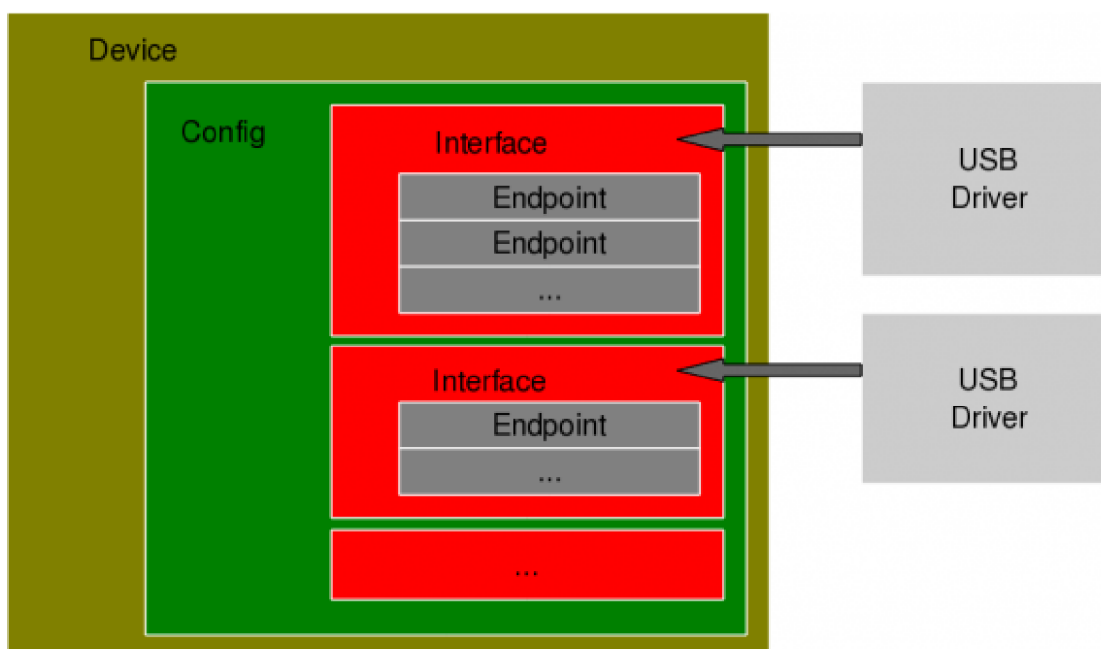 Device
Config
Interface
Endpoint
Endpoint
...
Interface
Endpoint
...
...
USB
Driver
USB
Driver